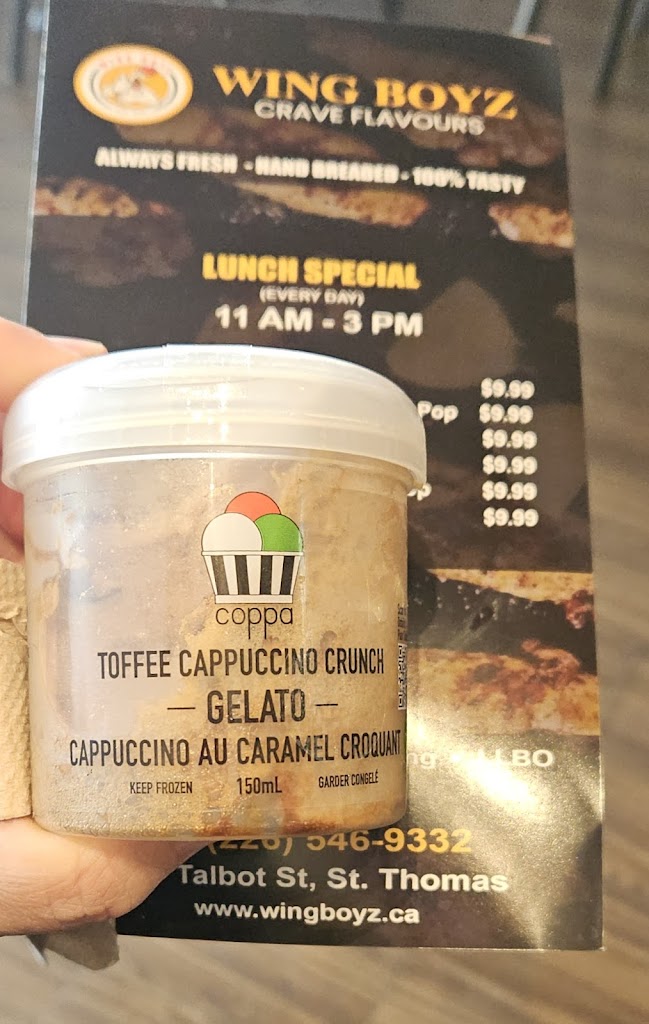 WING BOYZ
CRAVE FLAVOURS
ALWAYS FRESH - HAND BREADED - 100% TASTY
LUNCH SPECIAL
(EVERY DAY)
11 AM - 3 PM
$9.99
Pop $9.99
$9.99
$9.99
$9.99
$9.99
coppa
TOFFEE CAPPUCCINO CRUNCH
— GELATO —
CAPPUCCINO AU CARAMEL CROQUANT
KEEP FROZEN 150mL GARDER CONGELÉ
LLBO
(226) 546-9332
Talbot St, St. Thomas
www.wingboyz.ca